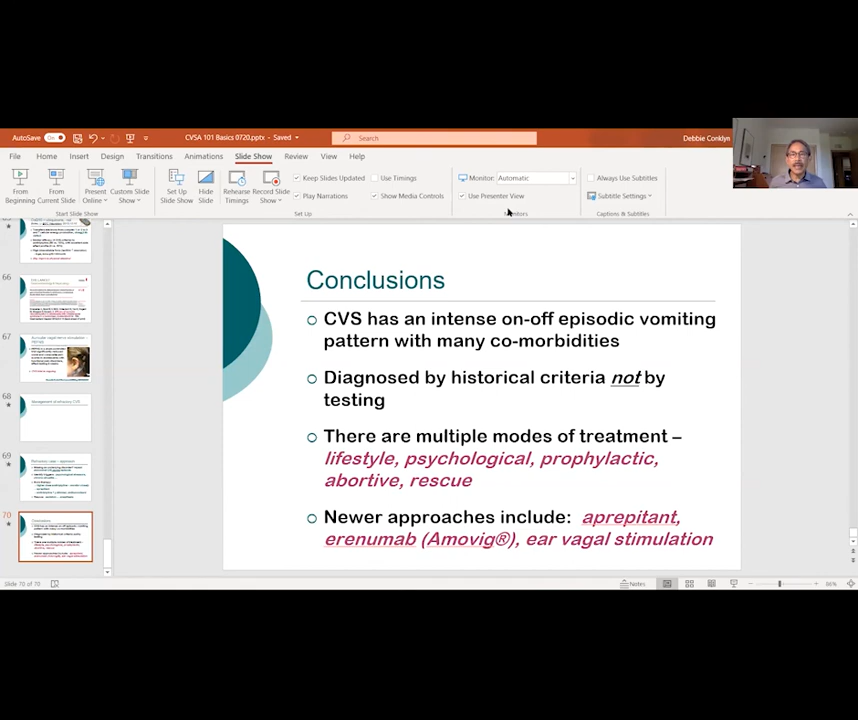 AutoSave On
CVSA 101 Basics 0720.pptx - Saved
Search
Debbie Conklyn
File Home Insert Design Transitions Animations Slide Show Review View Help
From Beginning
From Current Slide
Present Online
Custom Slide Show
Start Slide Show
Set Up Slide Show
Hide Slide
Rehearse Timings
Record Slide Show
Keep Slides Updated
Use Timings
Play Narrations
Show Media Controls
Set Up
Monitor: Automatic
Use Presenter View
Always Use Subtitles
Subtitle Settings
Captions & Subtitles
66
67
68
Management of refractory CVS
69
70
Conclusions
CVS has an intense on-off episodic vomiting
pattern with many co-morbidities
Diagnosed by historical criteria not by
testing
There are multiple modes of treatment –
lifestyle, psychological, prophylactic,
abortive, rescue
Newer approaches include: aprepitant,
erenumab (Amovig®), ear vagal stimulation
Slide 70 of 70
Notes
86%